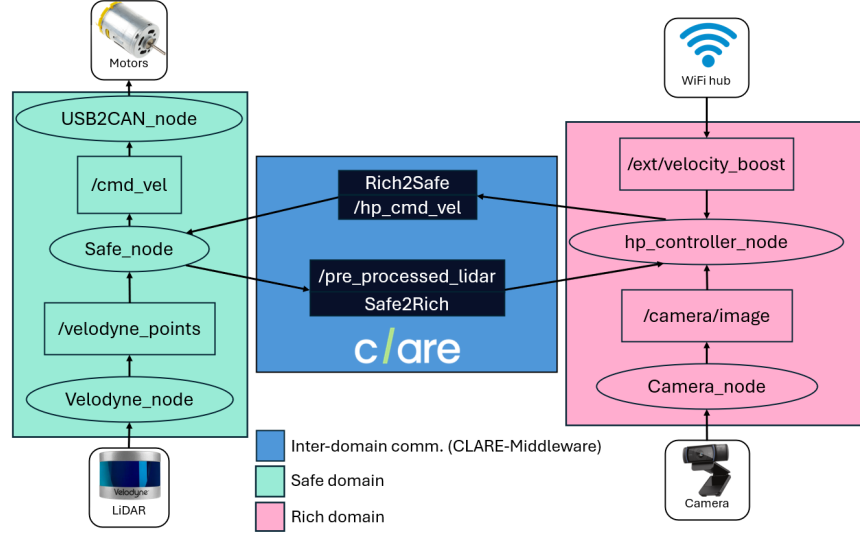 Motors
USB2CAN_node
/cmd_vel
Safe_node
/velodyne_points
Velodyne_node
Velodyne
LiDAR
Rich2Safe
/hp_cmd_vel
/pre_processed_lidar
Safe2Rich
c/are
WiFi hub
/ext/velocity_boost
hp_controller_node
/camera/image
Camera_node
Camera
Inter-domain comm. (CLARE-Middleware)
Safe domain
Rich domain